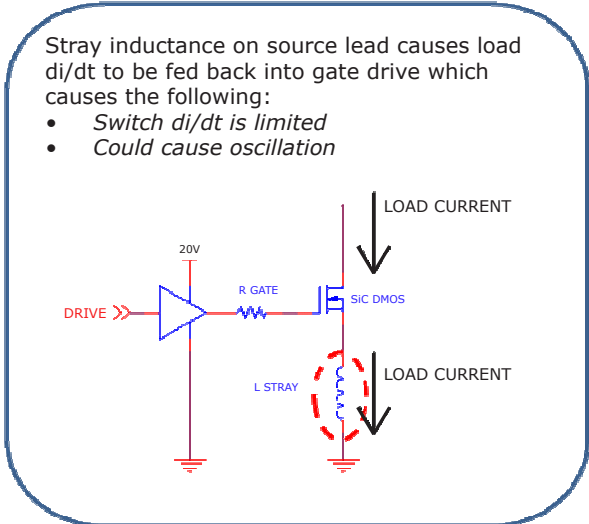 Stray inductance on source lead causes load
di/dt to be fed back into gate drive which
causes the following:
• Switch di/dt is limited
• Could cause oscillation
LOAD CURRENT
20V
R GATE
SiC DMOS
DRIVE
LOAD CURRENT
L STRAY